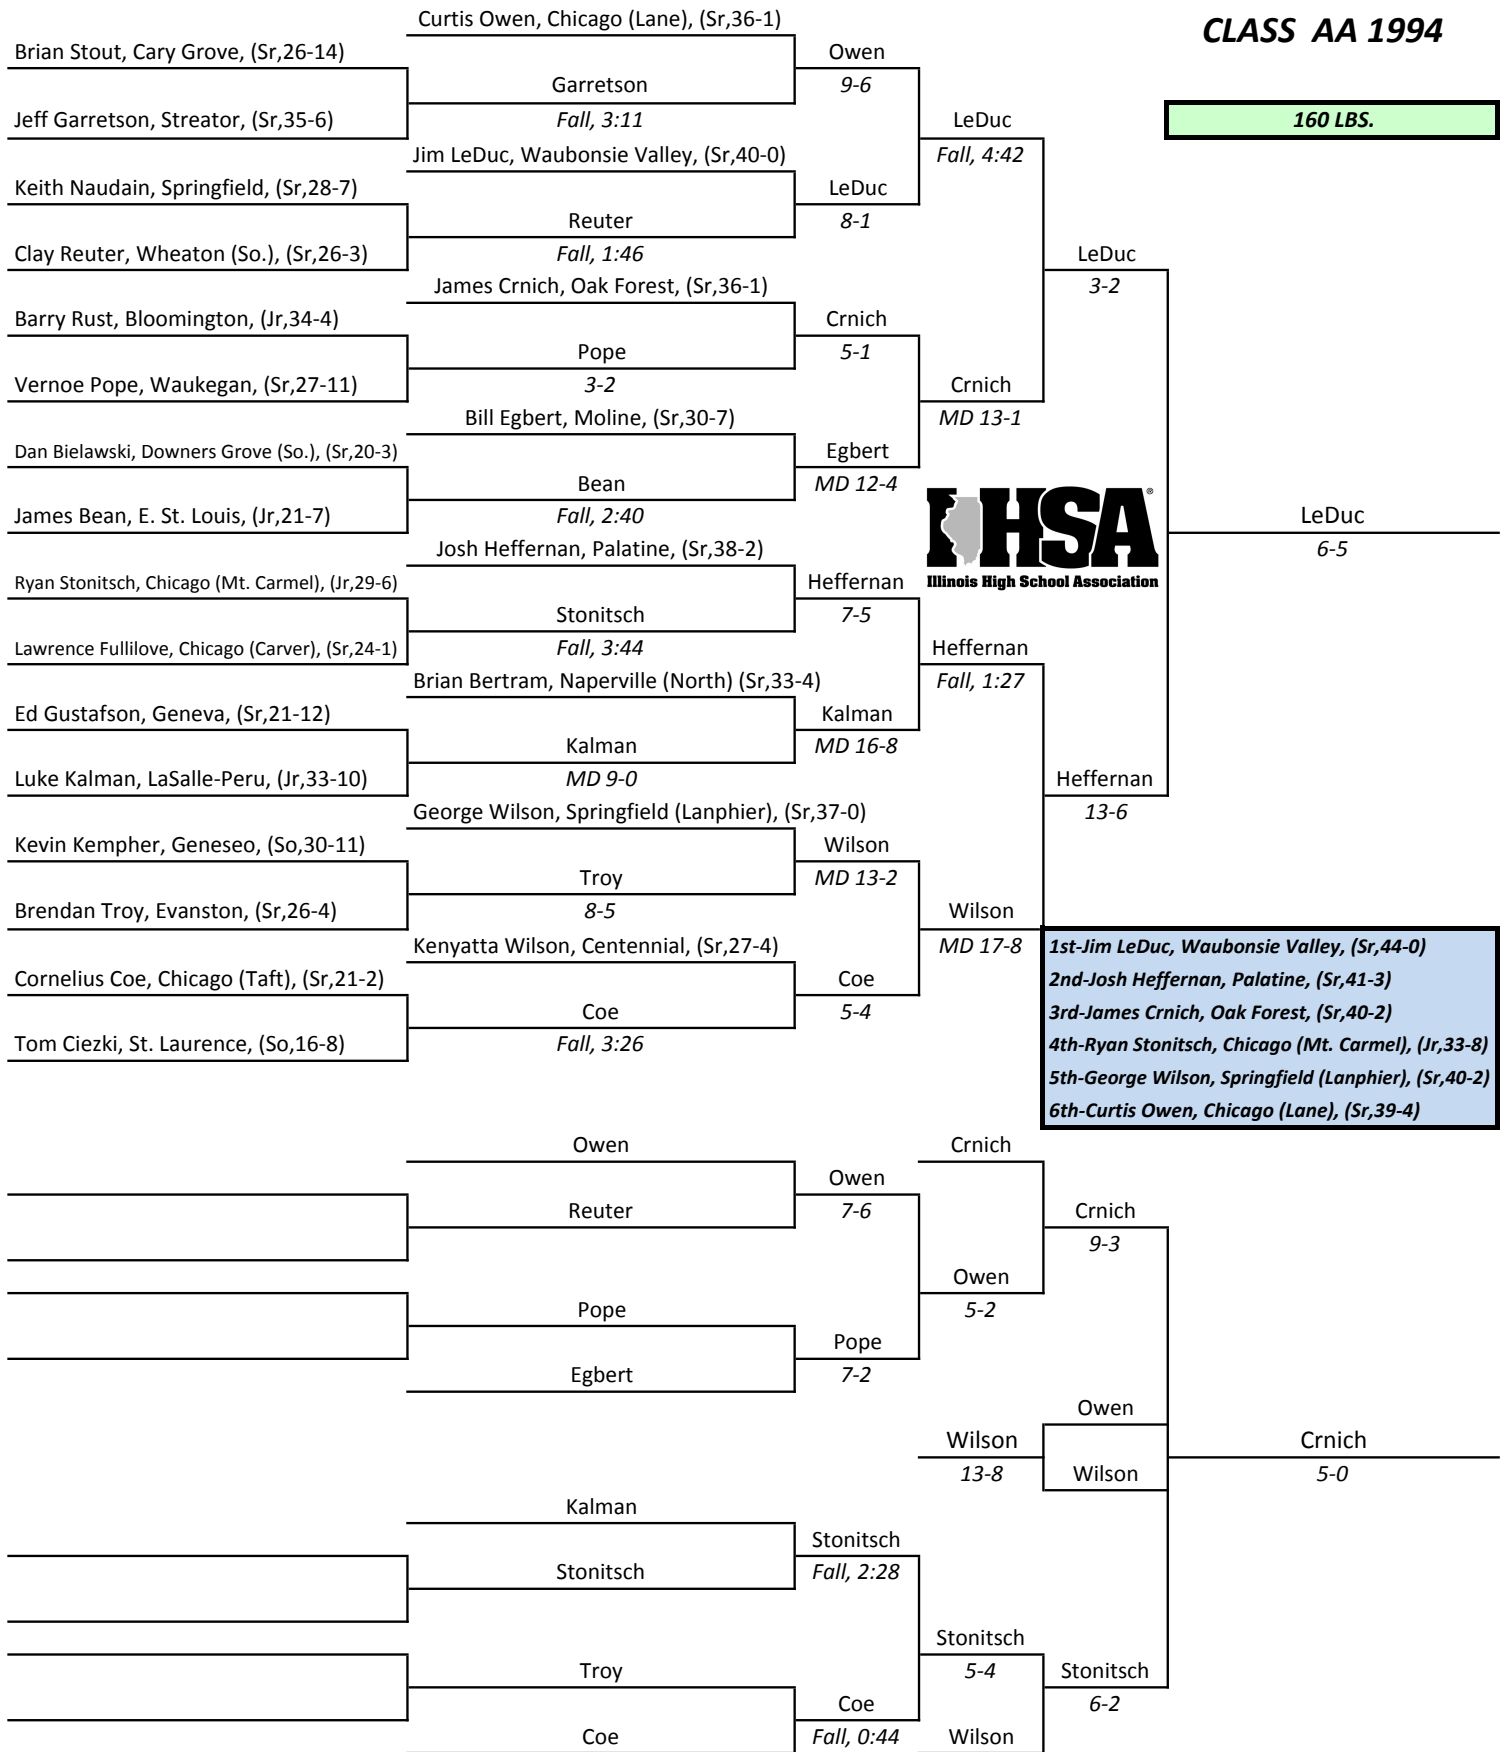 Curtis Owen, Chicago (Lane), (Sr,36-1)
CLASS AA 1994
Brian Stout, Cary Grove, (Sr,26-14)
Owen
Garretson
9-6
Jeff Garretson, Streator, (Sr,35-6)
Fall, 3:11
LeDuc
160 LBS.
Jim LeDuc, Waubonsie Valley, (Sr,40-0)
Fall, 4:42
Keith Naudain, Springfield, (Sr,28-7)
LeDuc
Reuter
8-1
Clay Reuter, Wheaton (So.), (Sr,26-3)
Fall, 1:46
LeDuc
James Crnich, Oak Forest, (Sr,36-1)
3-2
Barry Rust, Bloomington, (Jr,34-4)
Crnich
Pope
5-1
Vernoe Pope, Waukegan, (Sr,27-11)
3-2
Crnich
Bill Egbert, Moline, (Sr,30-7)
MD 13-1
Dan Bielawski, Downers Grove (So.), (Sr,20-3)
Egbert
Bean
MD 12-4
James Bean, E. St. Louis, (Jr,21-7)
Fall, 2:40
IHSA®
LeDuc
Josh Heffernan, Palatine, (Sr,38-2)
6-5
Ryan Stonitsch, Chicago (Mt. Carmel), (Jr,29-6)
Heffernan
Illinois High School Association
Stonitsch
7-5
Lawrence Fullilove, Chicago (Carver), (Sr,24-1)
Fall, 3:44
Heffernan
Brian Bertram, Naperville (North) (Sr,33-4)
Fall, 1:27
Ed Gustafson, Geneva, (Sr,21-12)
Kalman
Kalman
MD 16-8
Luke Kalman, LaSalle-Peru, (Jr,33-10)
MD 9-0
Heffernan
George Wilson, Springfield (Lanphier), (Sr,37-0)
13-6
Kevin Kempher, Geneseo, (So,30-11)
Wilson
Troy
MD 13-2
Brendan Troy, Evanston, (Sr,26-4)
8-5
Wilson
Kenyatta Wilson, Centennial, (Sr,27-4)
MD 17-8
1st-Jim LeDuc, Waubonsie Valley, (Sr,44-0)
Cornelius Coe, Chicago (Taft), (Sr,21-2)
Coe
2nd-Josh Heffernan, Palatine, (Sr,41-3)
Coe
5-4
3rd-James Crnich, Oak Forest, (Sr,40-2)
Tom Ciezki, St. Laurence, (So,16-8)
Fall, 3:26
4th-Ryan Stonitsch, Chicago (Mt. Carmel), (Jr,33-8)
5th-George Wilson, Springfield (Lanphier), (Sr,40-2)
6th-Curtis Owen, Chicago (Lane), (Sr,39-4)
Owen
Crnich
Owen
Reuter
7-6
Crnich
9-3
Owen
Pope
5-2
Pope
Egbert
7-2
Owen
Wilson
Crnich
13-8
Wilson
5-0
Kalman
Stonitsch
Stonitsch
Fall, 2:28
Stonitsch
Troy
5-4
Stonitsch
Coe
6-2
Coe
Fall, 0:44
Wilson